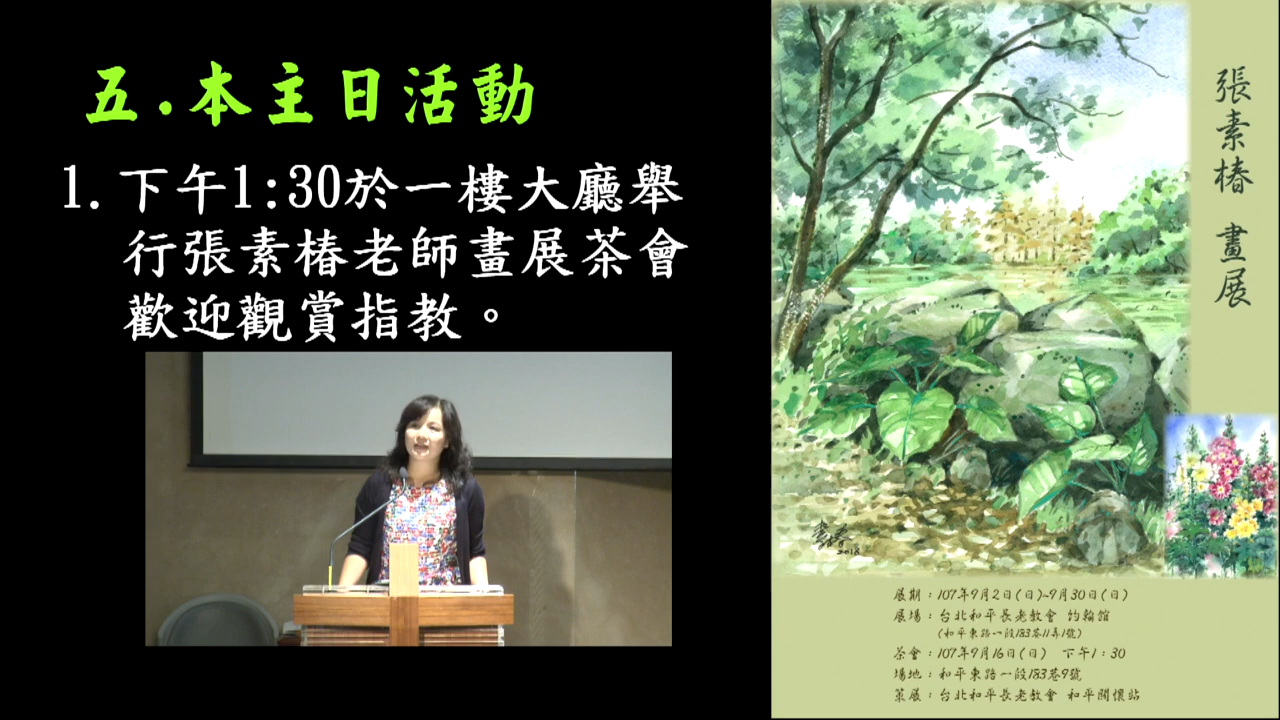 五.本主日活動
1.下午1:30於一樓大廳舉
行張素椿老師畫展茶會
歡迎觀賞指教。
張素椿 畫展
2018
展期：107年9月2日(日)~9月30日(日)
展場：台北和平長老教會 約翰館
(和平東路一段183巷11弄1號)
茶會：107年9月16日(日) 下午1：30
場地：和平東路一段183巷9號
策展：台北和平長老教會 和平關懷站